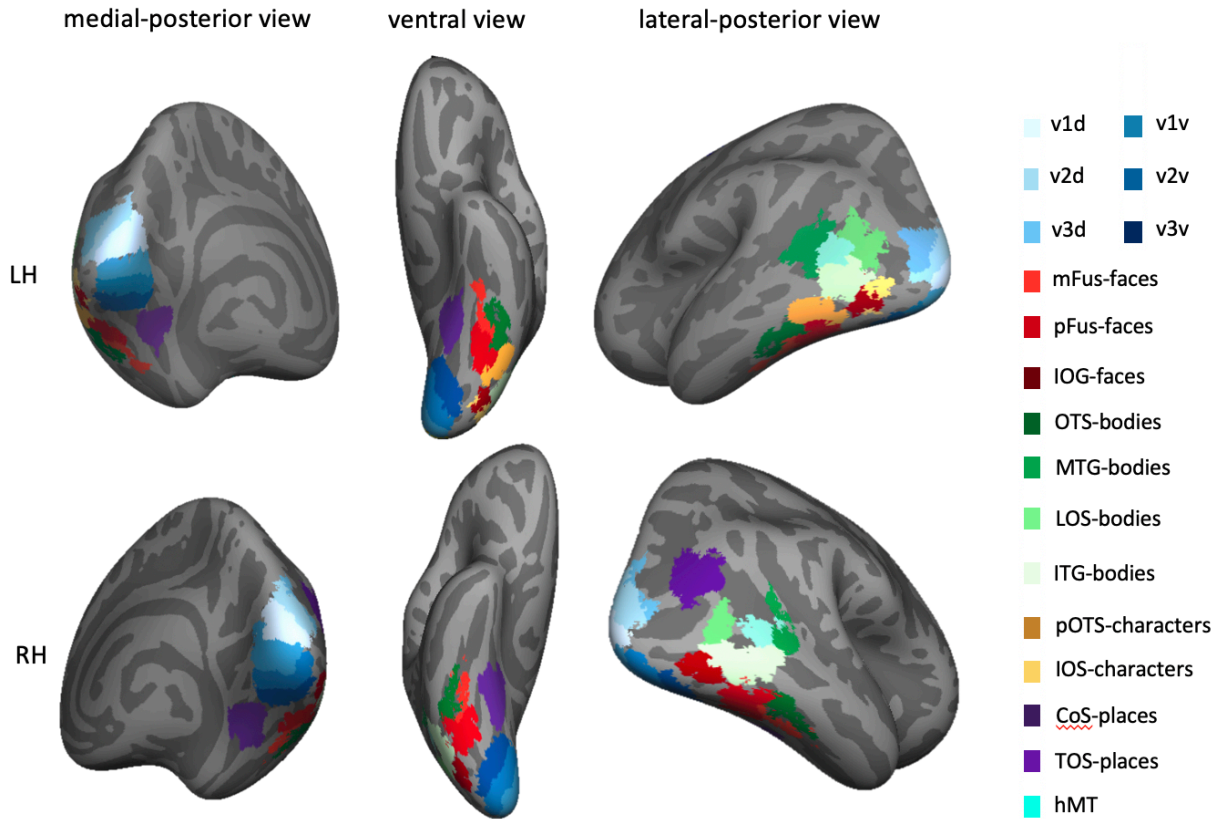 medial-posterior view
ventral view
lateral-posterior view
LH
RH
v1d
v1v
v2d
v2v
v3d
v3v
mFus-faces
pFus-faces
IOG-faces
OTS-bodies
MTG-bodies
LOS-bodies
ITG-bodies
pOTS-characters
IOS-characters
CoS-places
TOS-places
hMT